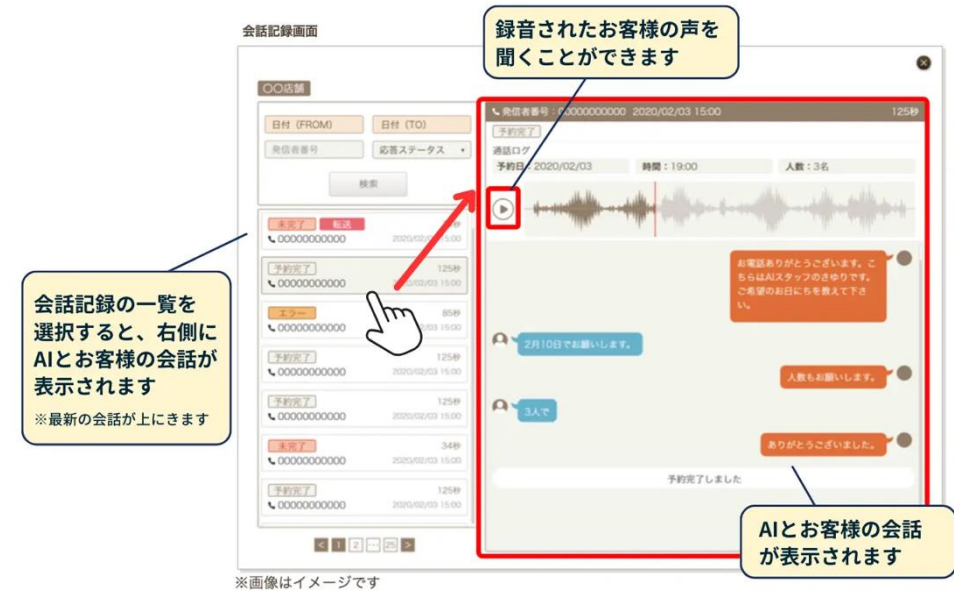 会話記録画面
録音されたお客様の声を
聞くことができます
〇〇店舗
日付 (FROM)
日付 (TO)
発信者番号
応答ステータス
検索
未完了 転送
00000000000 2020/02/03 15:00
予約完了 125秒
00000000000 2020/02/03 15:00
エラー 85秒
00000000000 2020/02/03 15:00
予約完了 125秒
00000000000 2020/02/03 15:00
予約完了 125秒
00000000000 2020/02/03 15:00
未完了 34秒
00000000000 2020/02/03 15:00
予約完了 125秒
00000000000 2020/02/03 15:00
< 1 2 … 25 >
発信者番号:00000000000 2020/02/03 15:00 125秒
予約完了
通話ログ
予約日:2020/02/03 時間:19:00 人数:3名
お電話ありがとうございます。こ
ちらはAIスタッフのさゆりです。
ご希望のお日にちを教えて下さ
い。
2月10日でお願いします。
人数もお願いします。
3人で
ありがとうございました。
予約完了しました
会話記録の一覧を
選択すると、右側に
AIとお客様の会話が
表示されます
※最新の会話が上にきます
AIとお客様の会話
が表示されます
※画像はイメージです